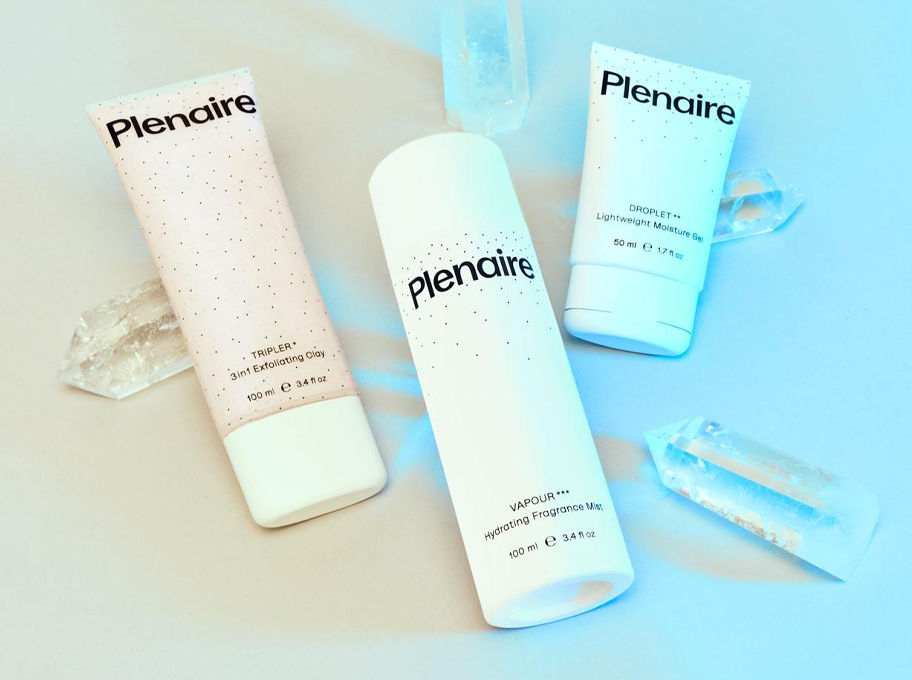 Plenaire
TRIPLER*
3in1 Exfoliating Clay
100 ml ℮ 3.4 fl oz
Plenaire
VAPOUR***
Hydrating Fragrance Mist
100 ml ℮ 3.4 fl oz
Plenaire
DROPLET**
Lightweight Moisture Gel
50 ml ℮ 1.7 fl oz